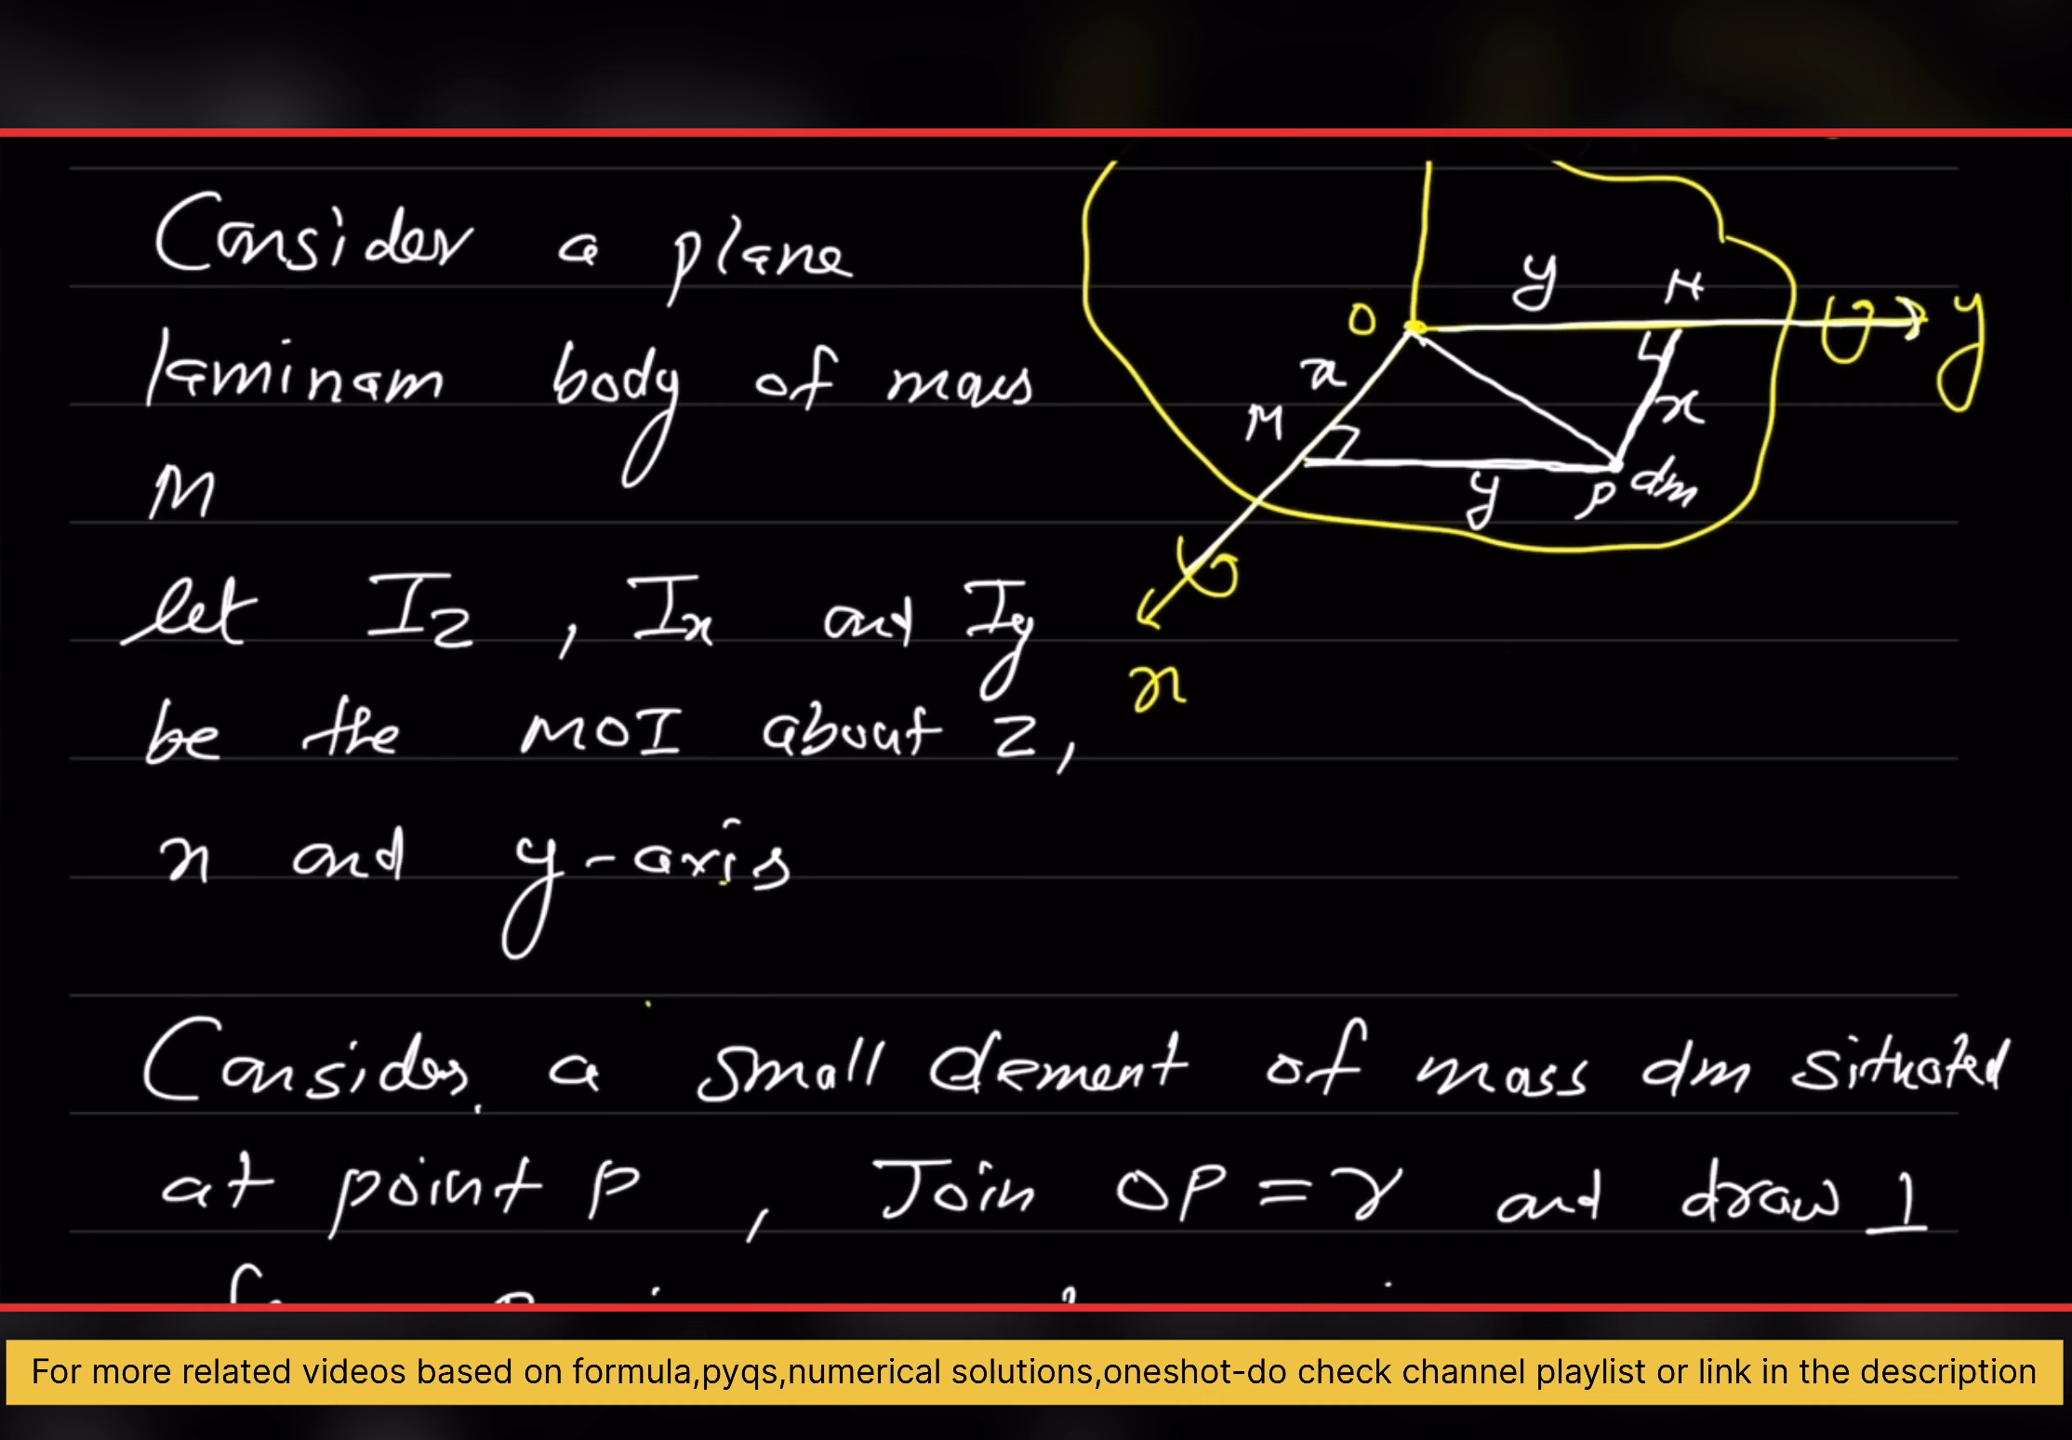 Consider a plane
laminam body of mass
M
let Iz , Ix and Iy
be the MOI about z,
x and y-axis
y
N
O
y
x
x
M
y
P dm
x
Consider a small element of mass dm situated
at point P , Join OP = r and draw ⊥
For more related videos based on formula,pyqs,numerical solutions,oneshot-do check channel playlist or link in the description